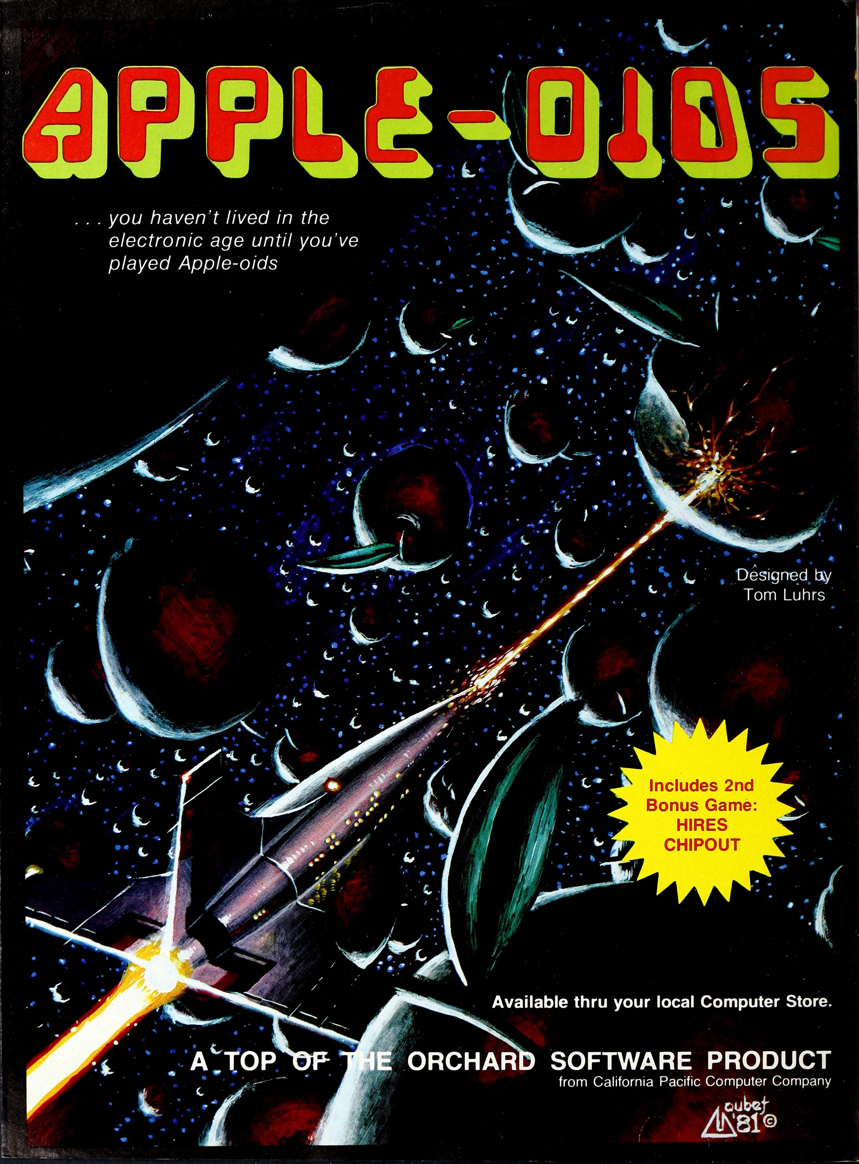 APPLE-OIDS
... you haven't lived in the
electronic age until you've
played Apple-oids
Designed by
Tom Luhrs
Includes 2nd
Bonus Game:
HIRES
CHIPOUT
Available thru your local Computer Store.
A TOP OF THE ORCHARD SOFTWARE PRODUCT
from California Pacific Computer Company
'81©